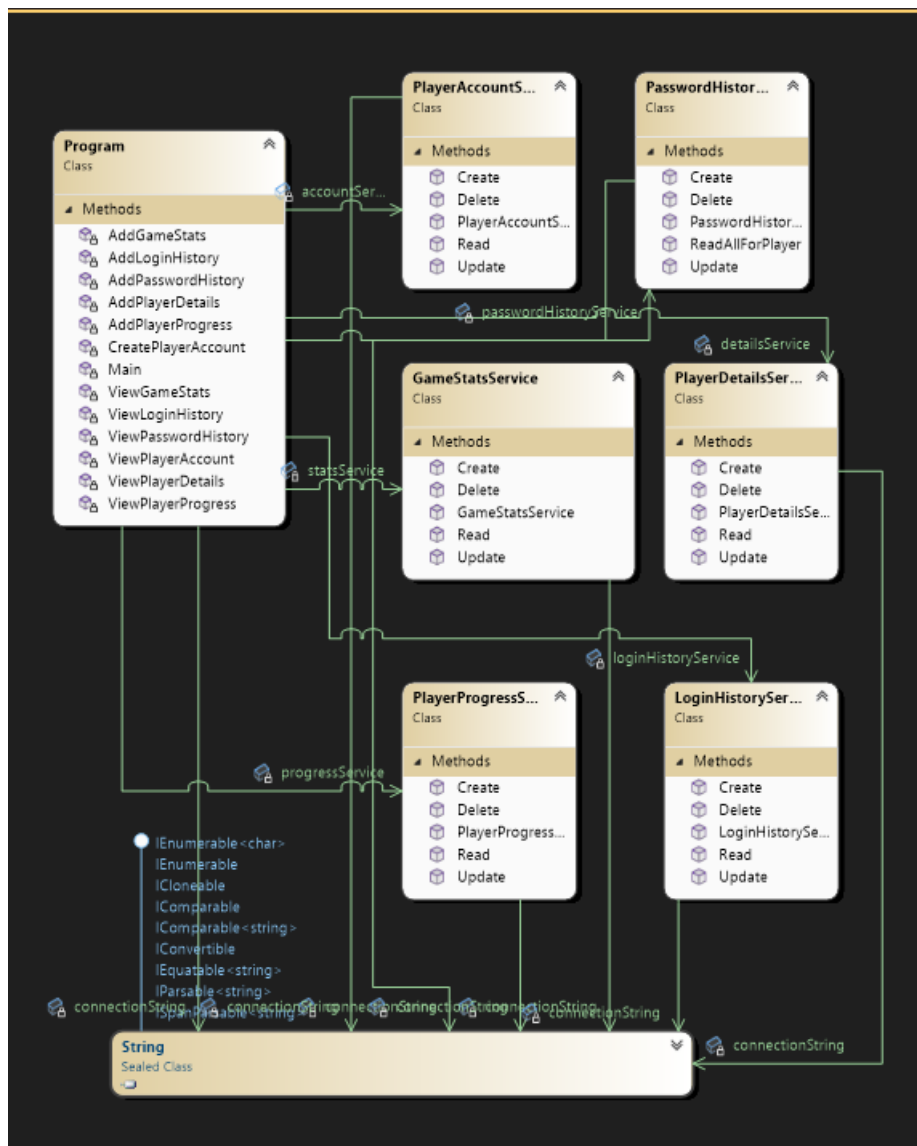 Program
Class
Methods
AddGameStats
AddLoginHistory
AddPasswordHistory
AddPlayerDetails
AddPlayerProgress
CreatePlayerAccount
Main
ViewGameStats
ViewLoginHistory
ViewPasswordHistory
ViewPlayerAccount
ViewPlayerDetails
ViewPlayerProgress
accountSer...
PlayerAccountS...
Class
Methods
Create
Delete
PlayerAccountS...
Read
Update
PasswordHistor...
Class
Methods
Create
Delete
PasswordHistor...
ReadAllForPlayer
Update
passwordHistoryService
detailsService
GameStatsService
Class
Methods
Create
Delete
GameStatsService
Read
Update
PlayerDetailsSer...
Class
Methods
Create
Delete
PlayerDetailsSe...
Read
Update
statsService
loginHistoryService
PlayerProgressS...
Class
Methods
Create
Delete
PlayerProgress...
Read
Update
LoginHistorySer...
Class
Methods
Create
Delete
LoginHistorySe...
Read
Update
progressService
IEnumerable<char>
IEnumerable
ICloneable
IComparable
IComparable<string>
IConvertible
IEquatable<string>
IParsable<string>
connectionString
connectionString
connectionString
connectionString
connectionString
connectionString
connectionString
String
Sealed Class